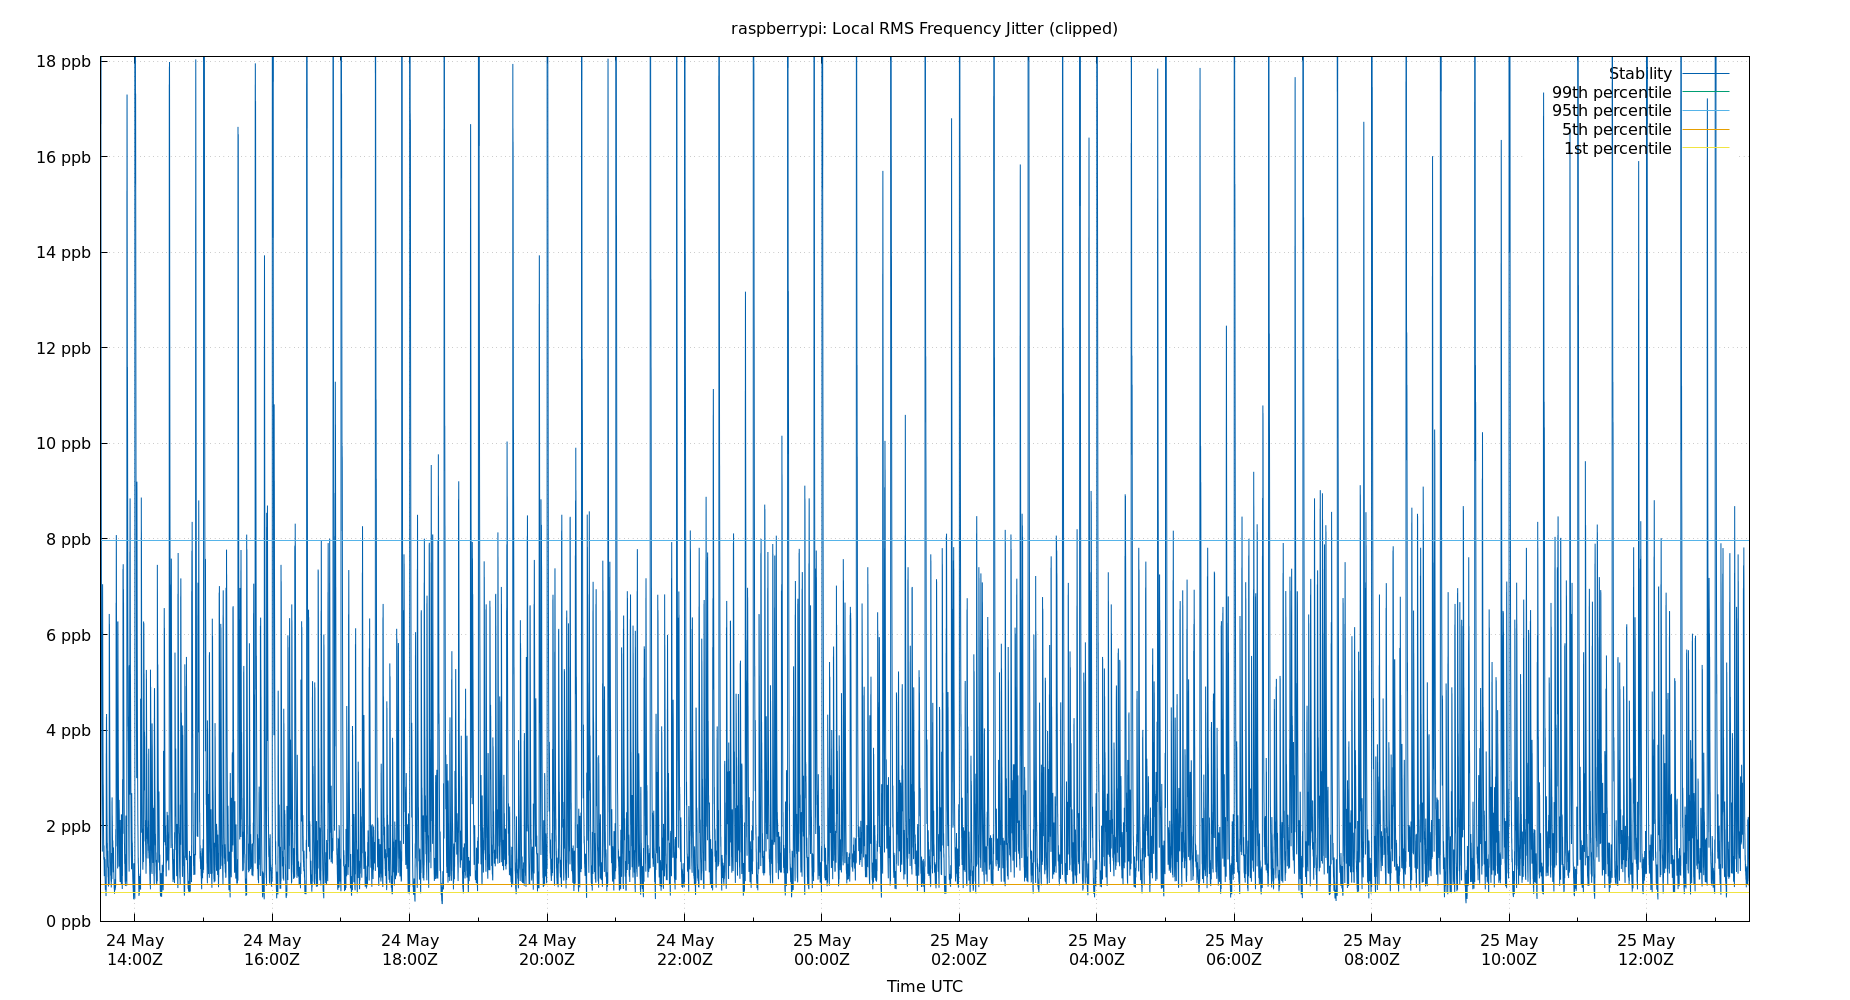 raspberrypi: Local RMS Frequency Jitter (clipped)
18 ppb
16 ppb
14 ppb
12 ppb
10 ppb
8 ppb
6 ppb
4 ppb
2 ppb
0 ppb
Stability
99th percentile
95th percentile
5th percentile
1st percentile
24 May 24 May 24 May 24 May 24 May 25 May 25 May 25 May 25 May 25 May 25 May 25 May
14:00Z 16:00Z 18:00Z 20:00Z 22:00Z 00:00Z 02:00Z 04:00Z 06:00Z 08:00Z 10:00Z 12:00Z
Time UTC